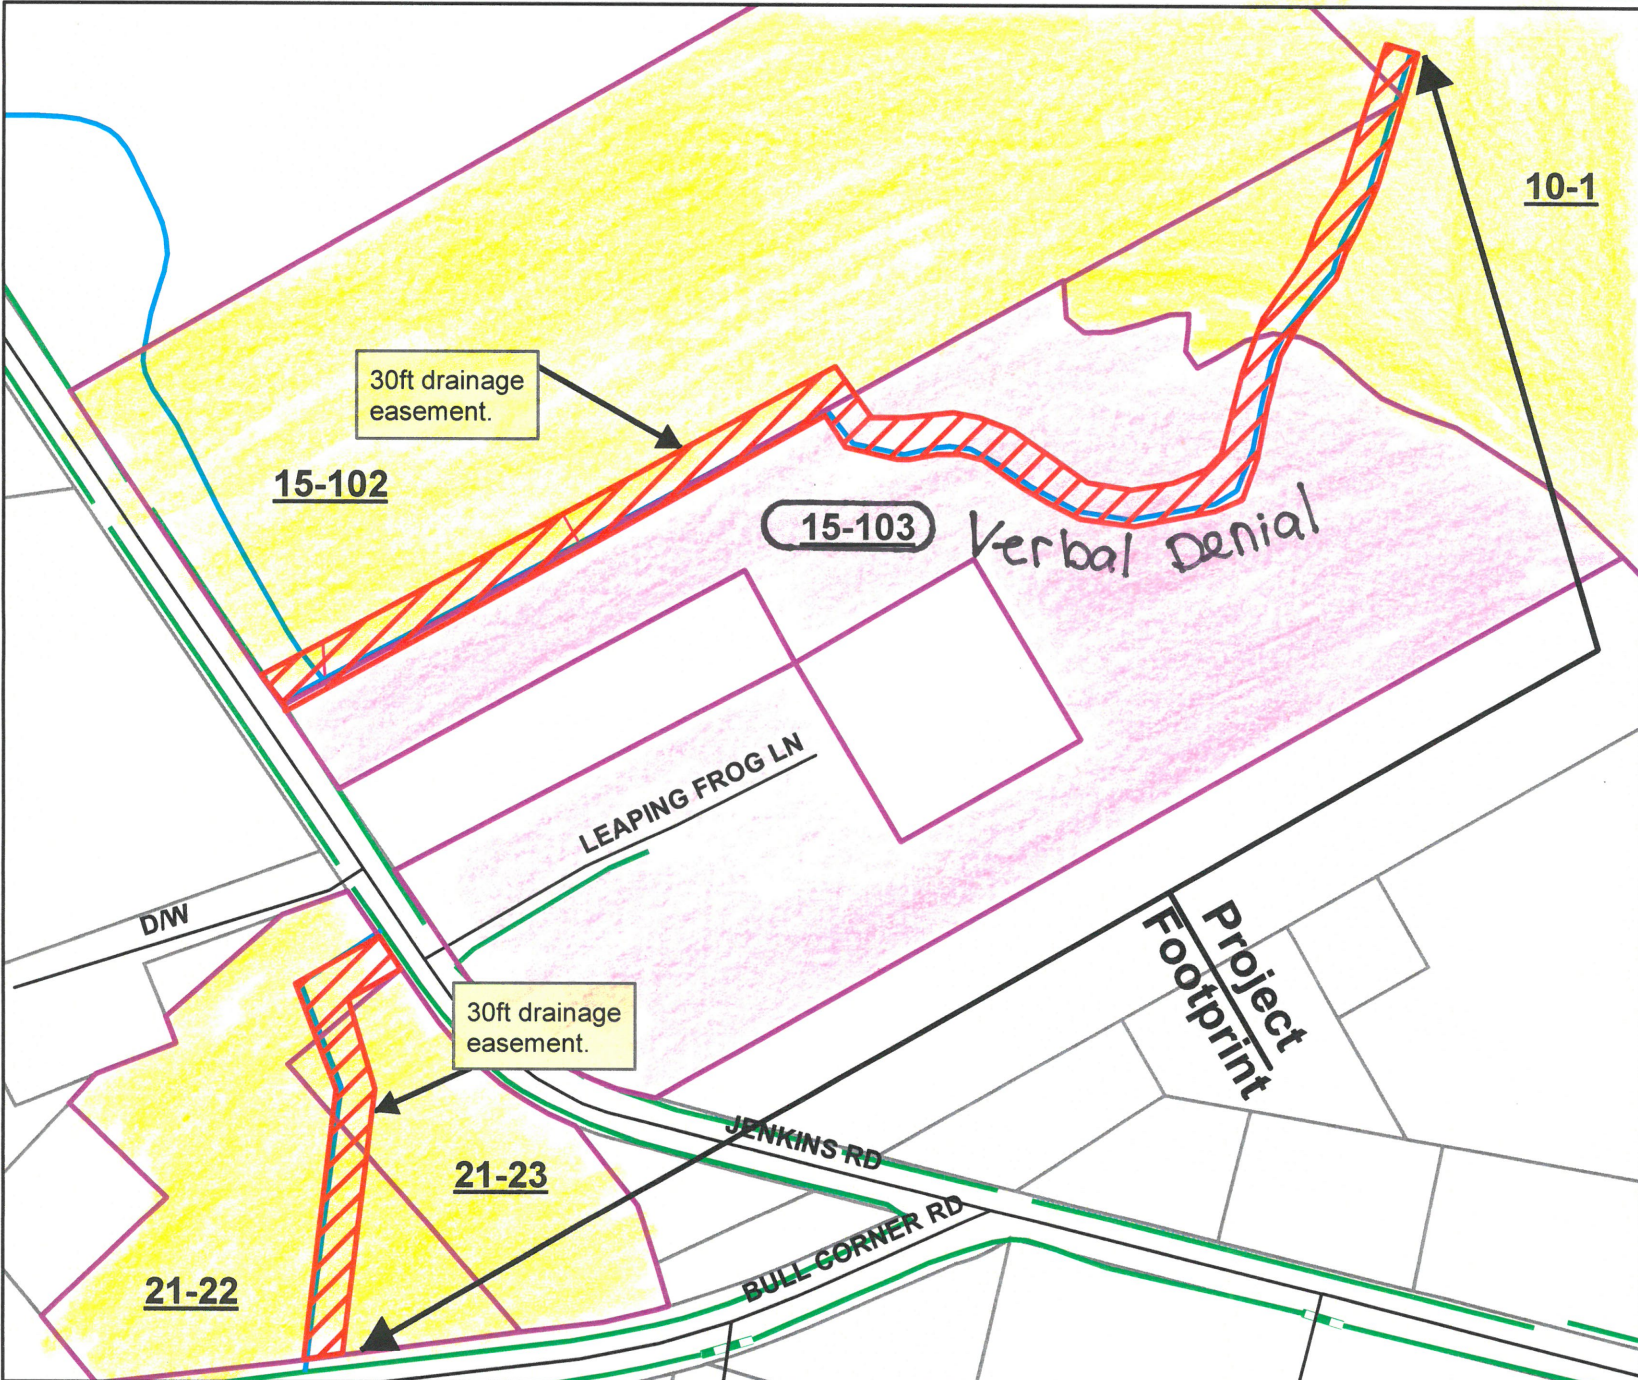 10-1
30ft drainage
easement.
15-102
15-103
Verbal Denial
LEAPING FROG LN
D/W
Project
Footprint
30ft drainage
easement.
JENKINS RD
21-23
BULL CORNER RD
21-22